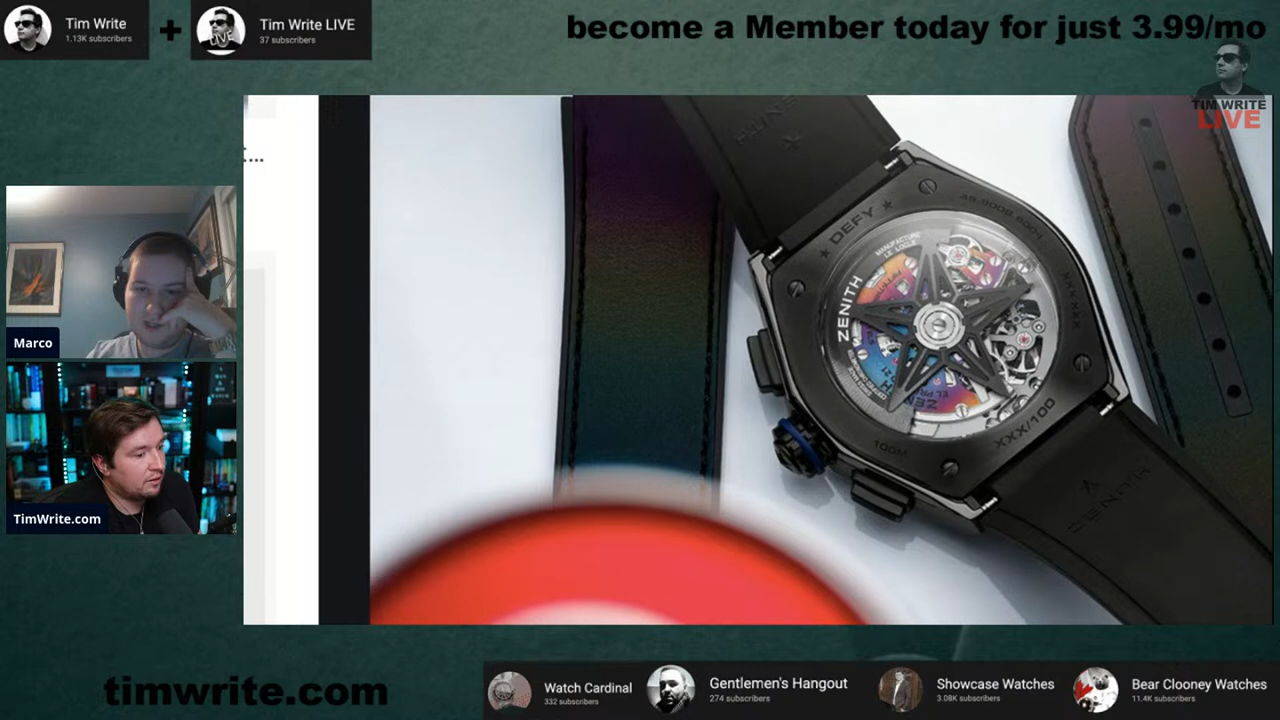 Tim Write
1.13K subscribers
+
Tim Write LIVE
37 subscribers
become a Member today for just 3.99/mo
TIM WRITE
LIVE
Marco
TimWrite.com
★ DEFY ★
MANUFACTURE
LE LOCLE
ZENITH
100M
XXX/100
ZENITH
timwrite.com
Watch Cardinal
332 subscribers
Gentlemen's Hangout
274 subscribers
Showcase Watches
3.08K subscribers
Bear Clooney Watches
11.4K subscribers